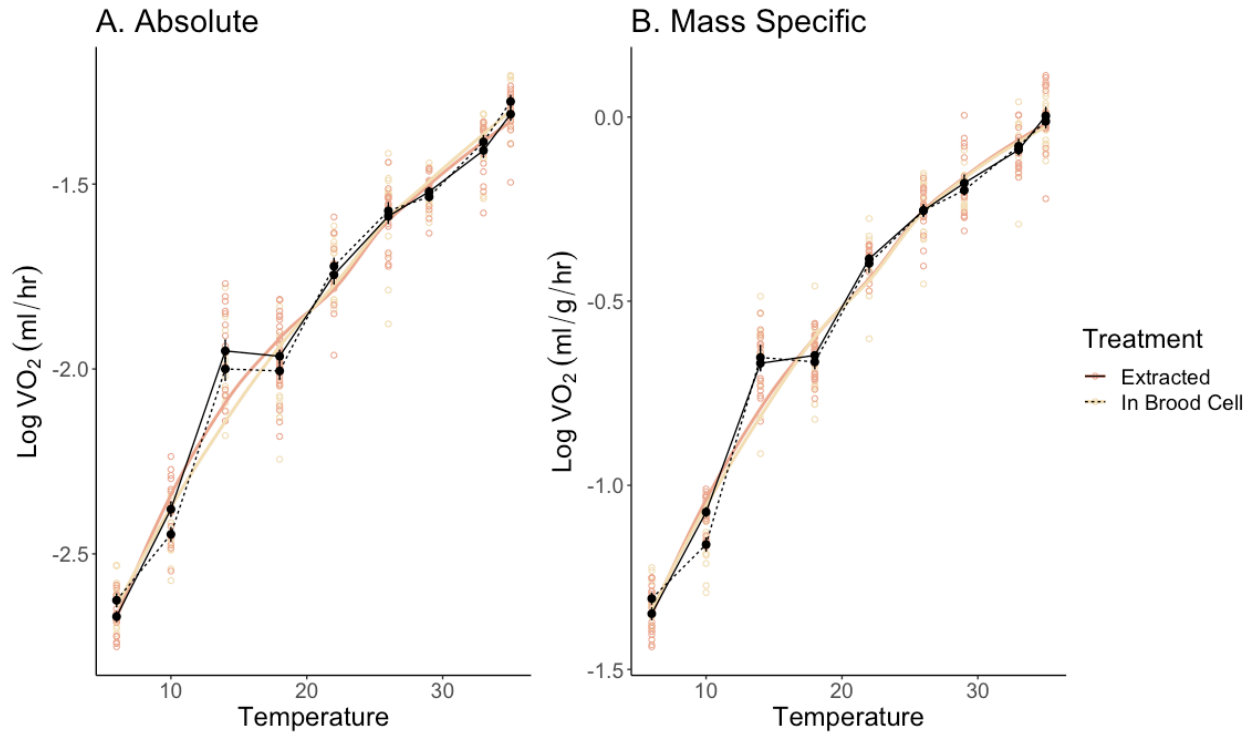 A. Absolute
Log VO₂ (ml/hr)
-1.5
-2.0
-2.5
10
20
30
Temperature
B. Mass Specific
Log VO₂ (ml/g/hr)
0.0
-0.5
-1.0
-1.5
10
20
30
Temperature
Treatment
Extracted
In Brood Cell